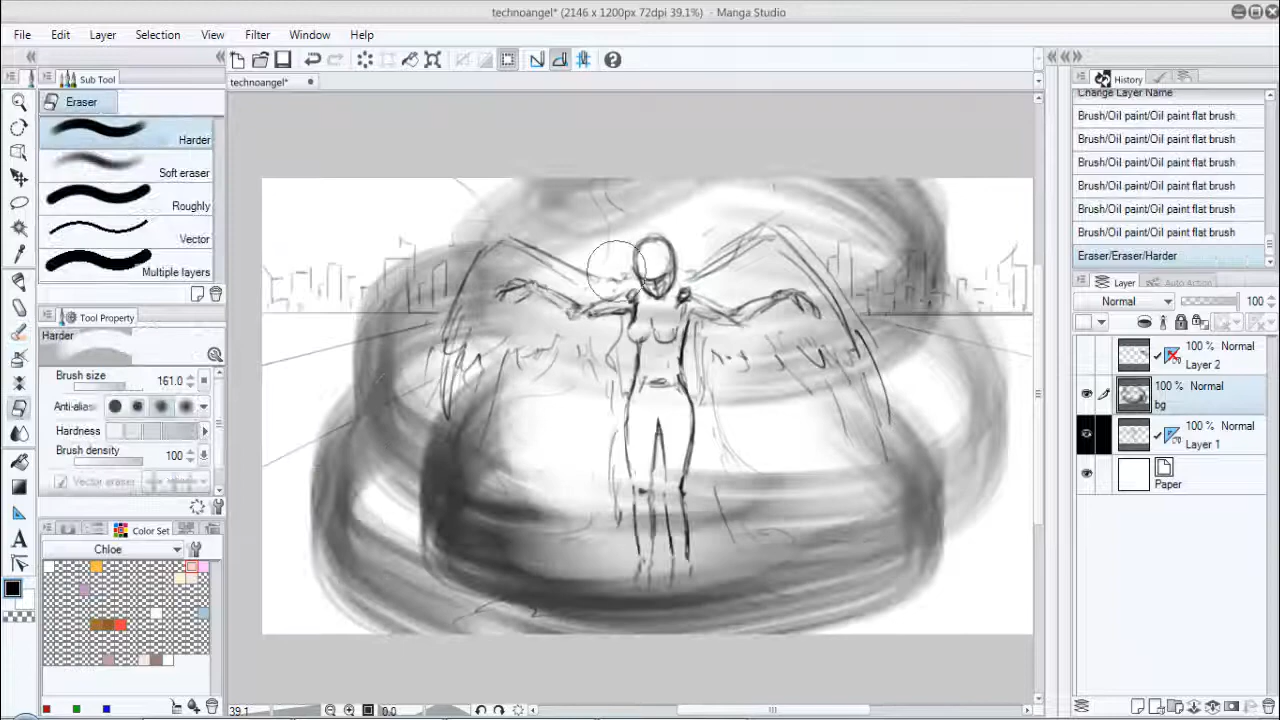 technoangel* (2146 x 1200px 72dpi 39.1%) - Manga Studio
File Edit Layer Selection View Filter Window Help
Sub Tool
technoangel*
History
Eraser
Change Layer Name
Harder
Brush/Oil paint/Oil paint flat brush
Brush/Oil paint/Oil paint flat brush
Soft eraser
Brush/Oil paint/Oil paint flat brush
Brush/Oil paint/Oil paint flat brush
Roughly
Brush/Oil paint/Oil paint flat brush
Vector
Brush/Oil paint/Oil paint flat brush
Eraser/Eraser/Harder
Multiple layers
Layer
Auto Action
Normal
100
Tool Property
Harder
100 % Normal
Layer 2
Brush size 161.0
100 % Normal
bg
Anti-alias
Hardness
100 % Normal
Layer 1
Brush density 100
Vector eraser
Paper
Color Set
Chloe
A
39.1
0.0